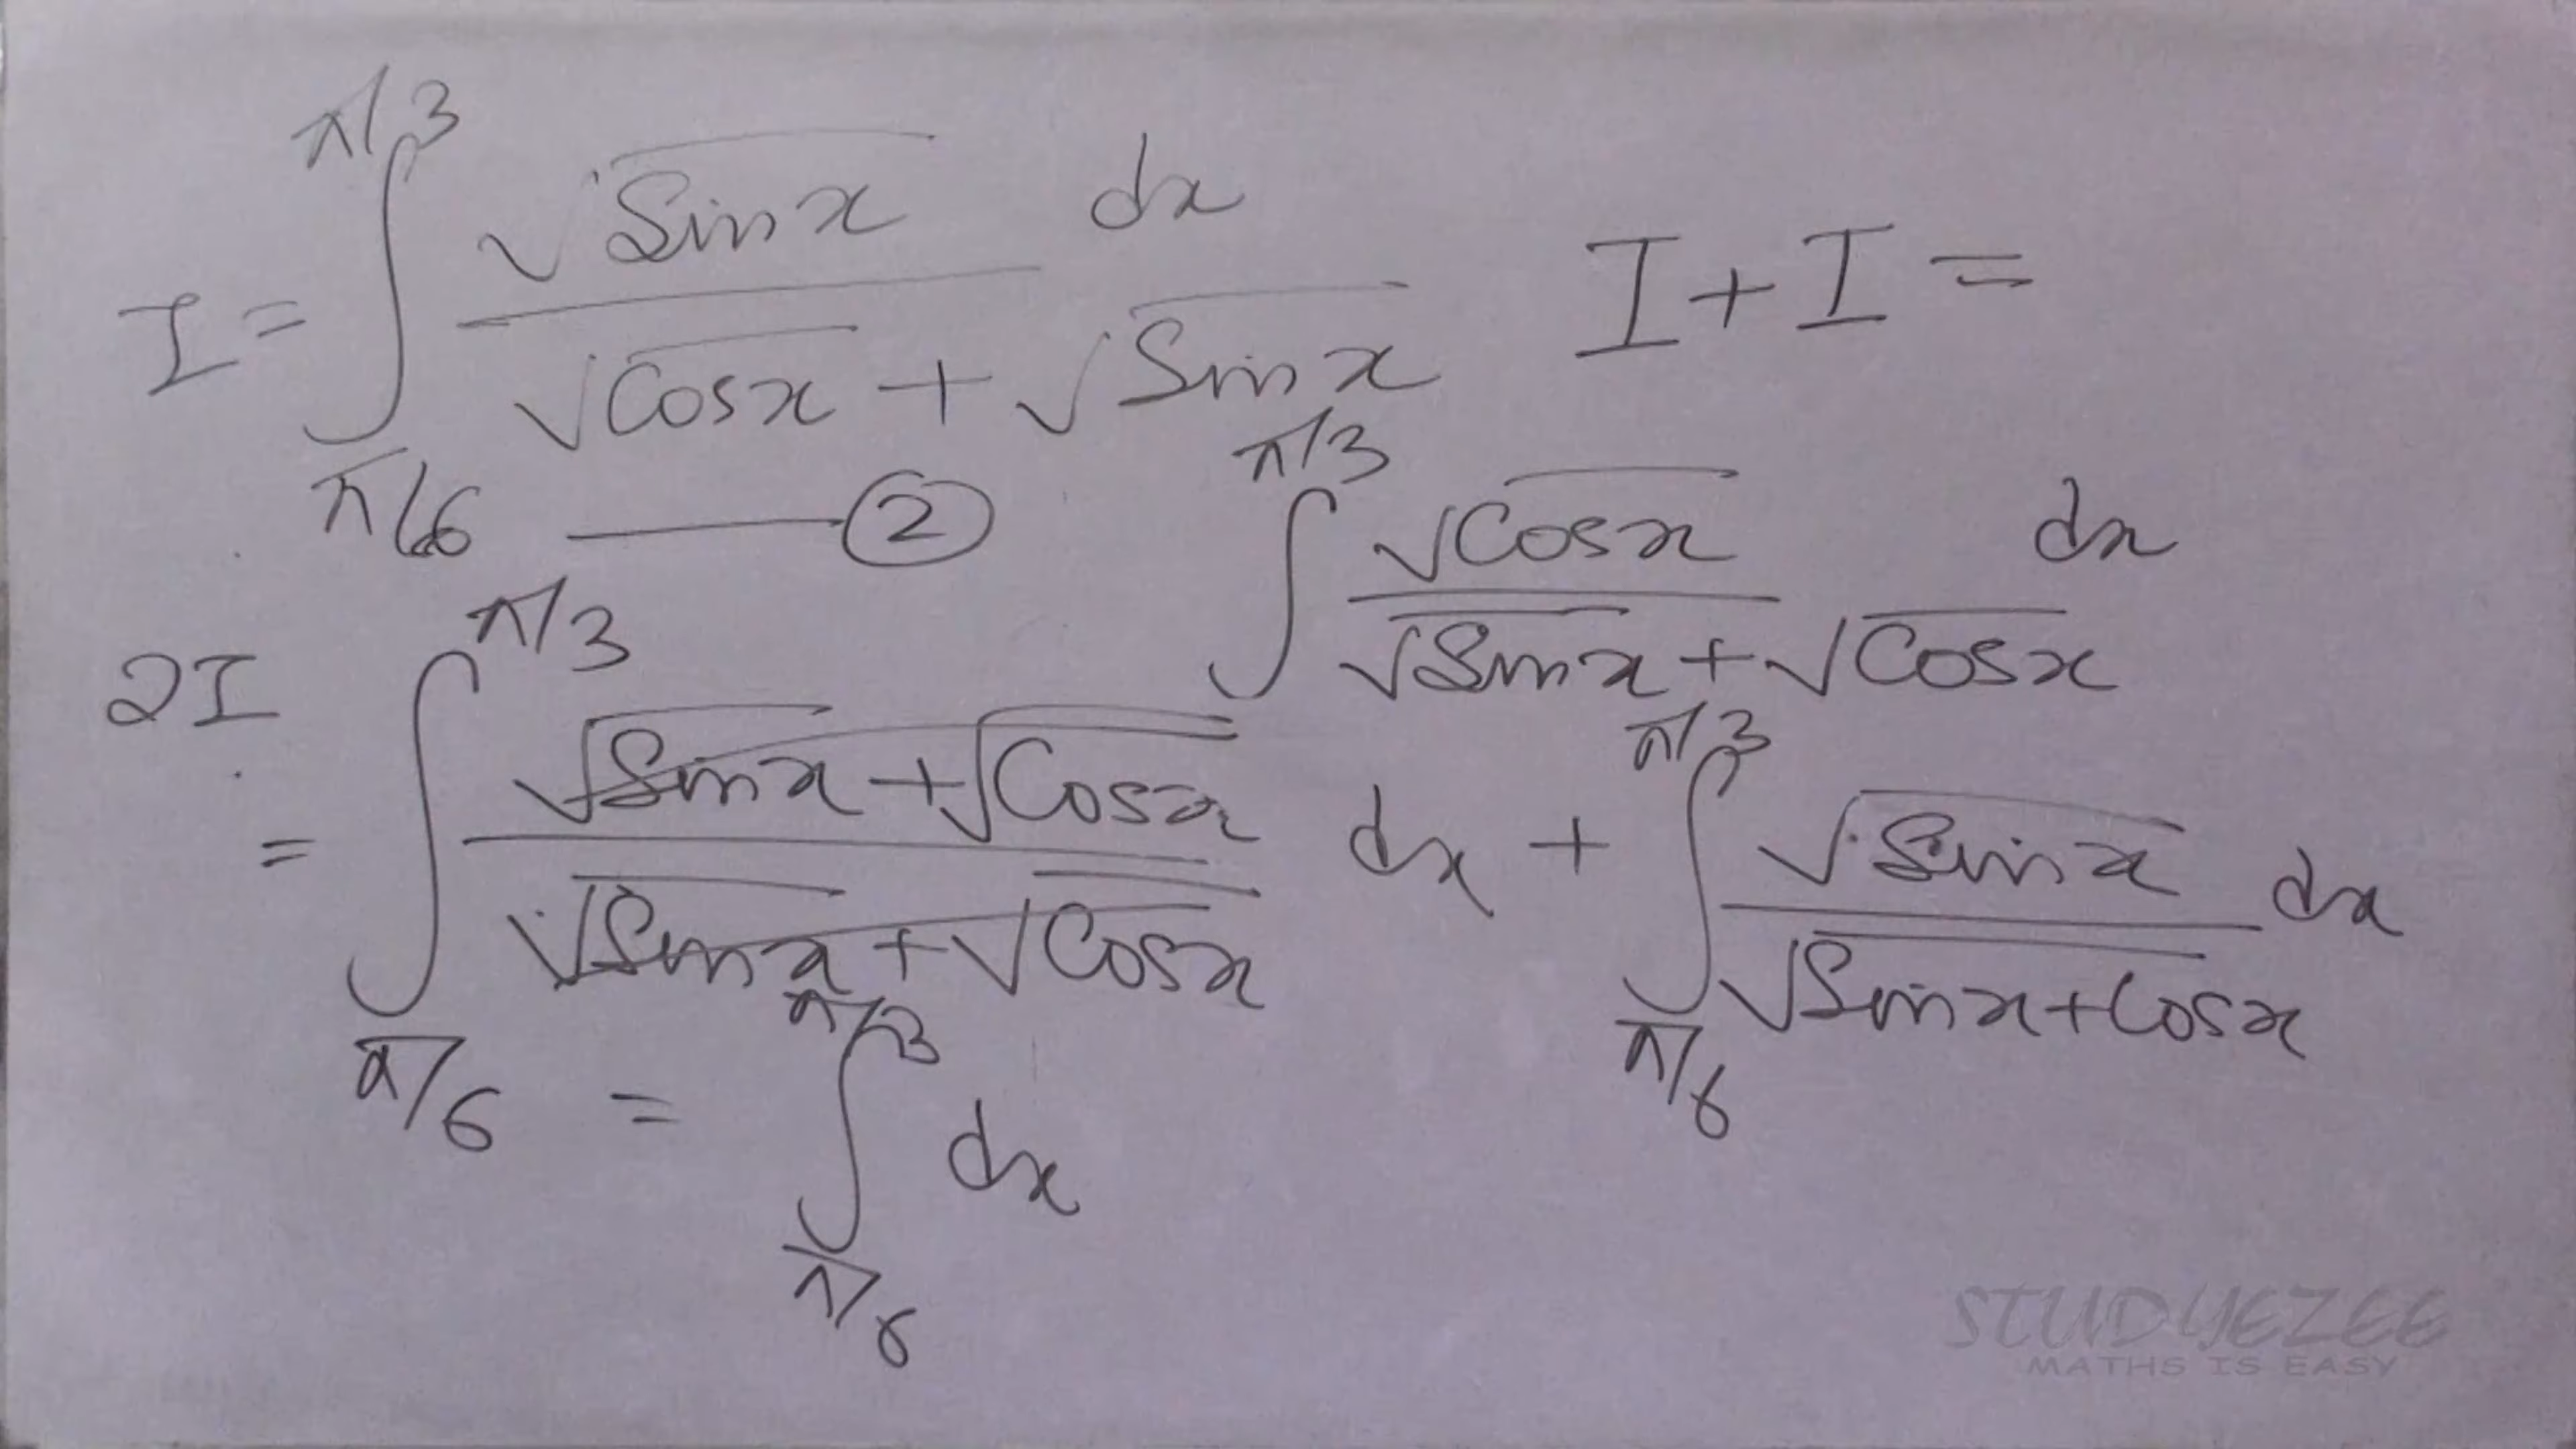 I = ∫_{π/6}^{π/3} √Sinx dx / (√Cosx + √Sinx) —— ②
I + I =
∫^{π/3} √Cosx / (√Sinx + √Cosx) dx
+ ∫_{π/6}^{π/3} √Sinx / √(Sinx + Cosx) dx
2I = ∫_{π/6}^{π/3} (√Sinx + √Cosx) / (√Sinx + √Cosx) dx
= ∫_{π/6}^{π/3} dx
STUDYEZEE
MATHS IS EASY